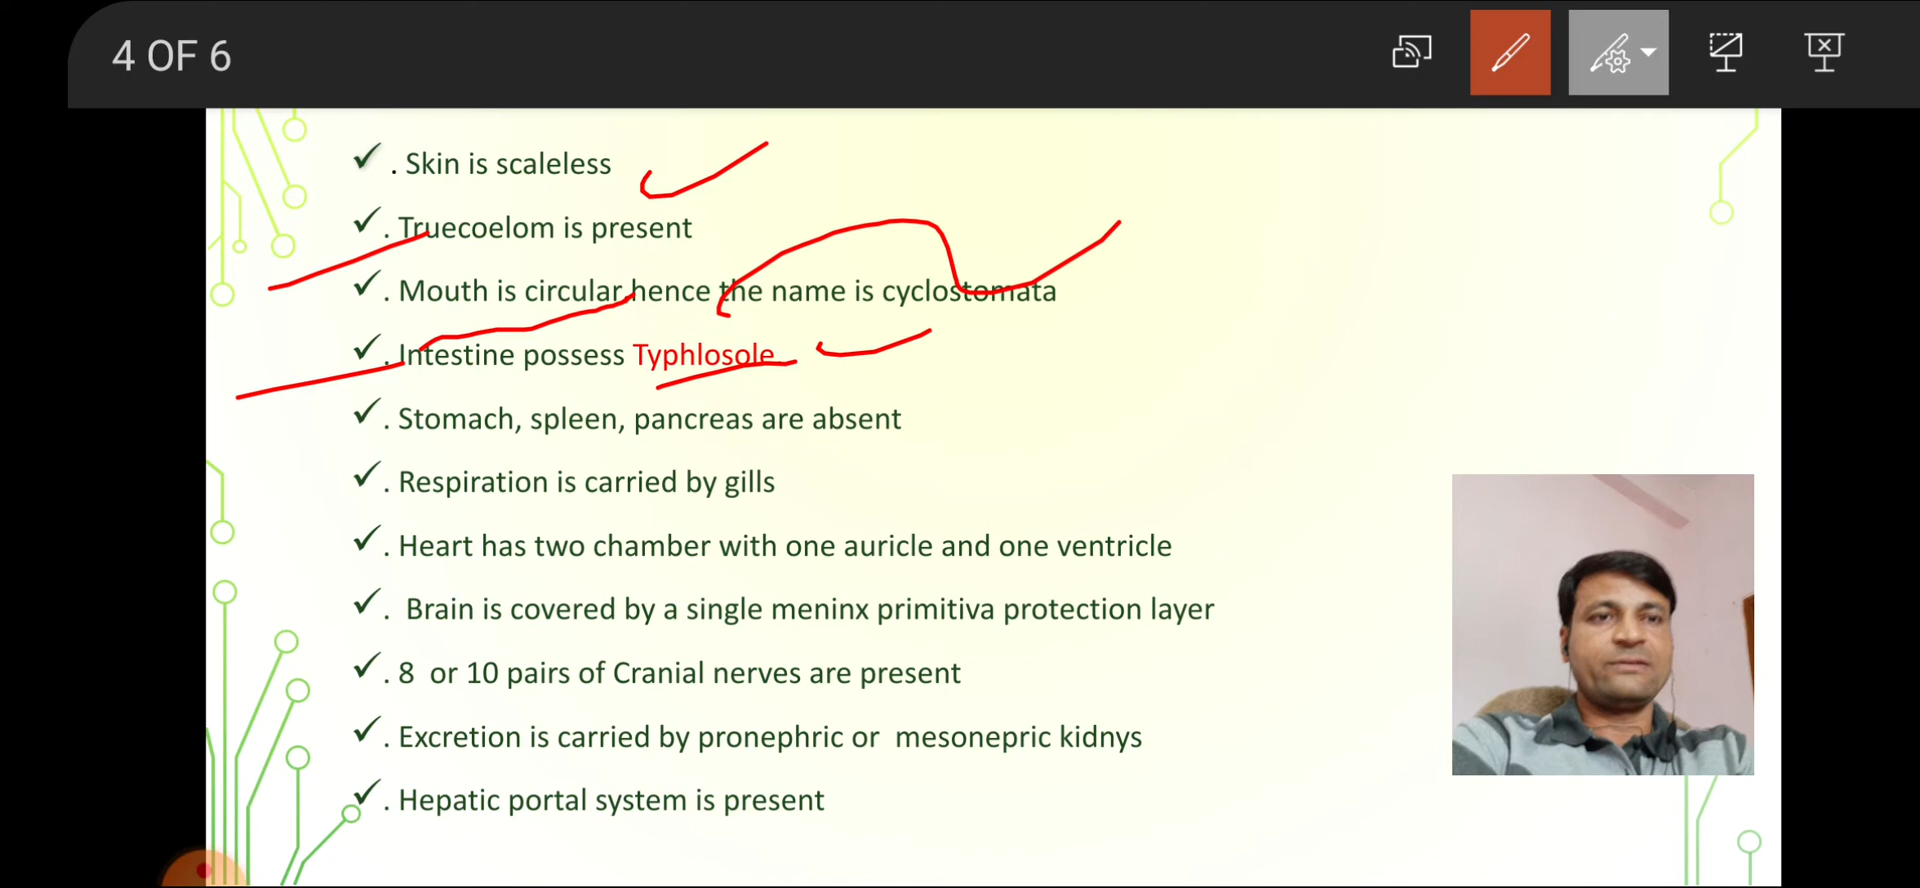 4 OF 6
. Skin is scaleless
. Truecoelom is present
. Mouth is circular,hence the name is cyclostomata
. Intestine possess Typhlosole
. Stomach, spleen, pancreas are absent
. Respiration is carried by gills
. Heart has two chamber with one auricle and one ventricle
. Brain is covered by a single meninx primitiva protection layer
. 8 or 10 pairs of Cranial nerves are present
. Excretion is carried by pronephric or mesonepric kidnys
. Hepatic portal system is present